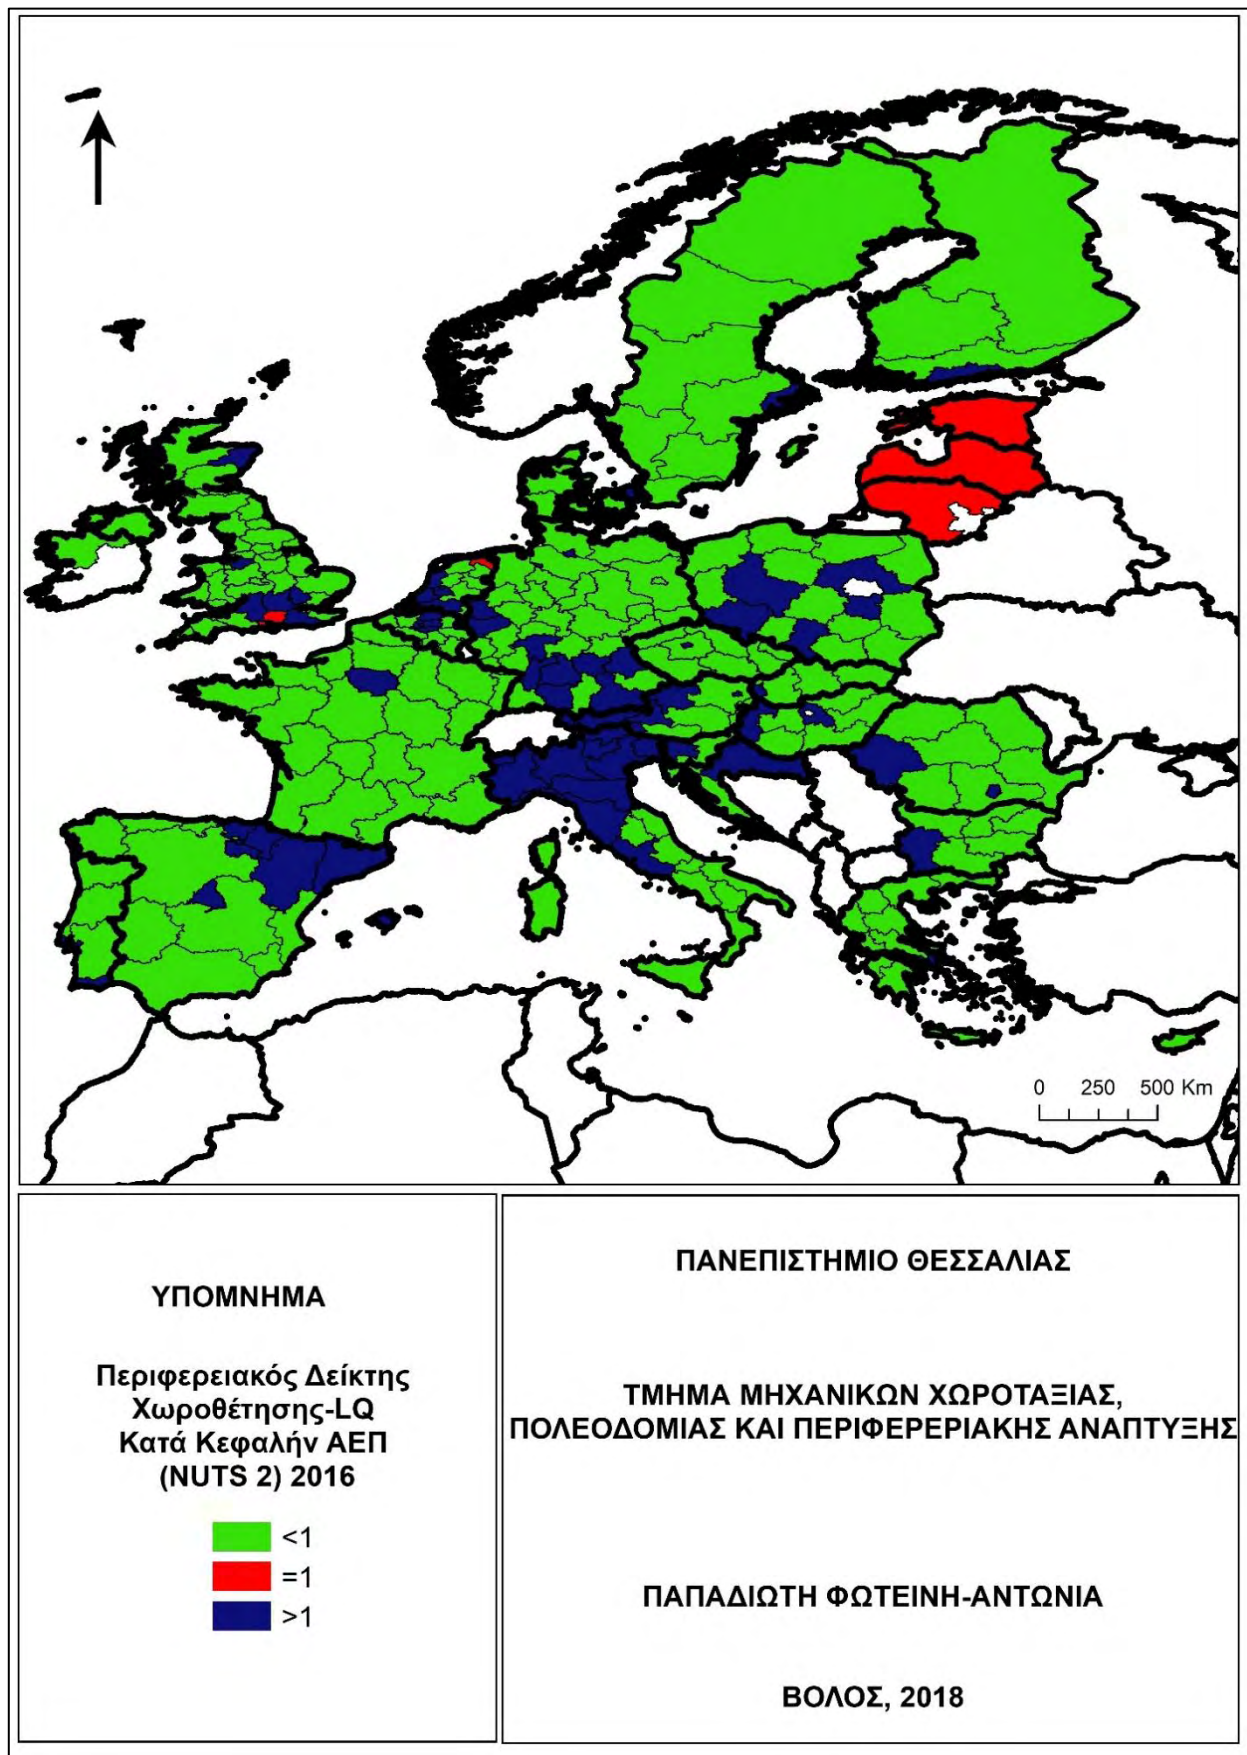 0 250 500 Km
ΥΠΟΜΝΗΜΑ
Περιφερειακός Δείκτης
Χωροθέτησης-LQ
Κατά Κεφαλήν ΑΕΠ
(NUTS 2) 2016
<1
=1
>1
ΠΑΝΕΠΙΣΤΗΜΙΟ ΘΕΣΣΑΛΙΑΣ
ΤΜΗΜΑ ΜΗΧΑΝΙΚΩΝ ΧΩΡΟΤΑΞΙΑΣ,
ΠΟΛΕΟΔΟΜΙΑΣ ΚΑΙ ΠΕΡΙΦΕΡΕΡΙΑΚΗΣ ΑΝΑΠΤΥΞΗΣ
ΠΑΠΑΔΙΩΤΗ ΦΩΤΕΙΝΗ-ΑΝΤΩΝΙΑ
ΒΟΛΟΣ, 2018